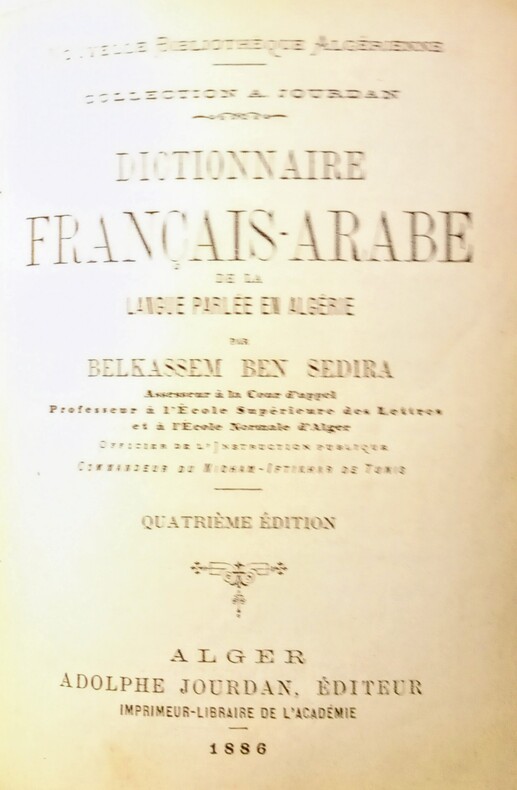 NOUVELLE BIBLIOTHÈQUE ALGÉRIENNE
COLLECTION A. JOURDAN
DICTIONNAIRE
FRANÇAIS-ARABE
DE LA
LANGUE PARLÉE EN ALGÉRIE
PAR
BELKASSEM BEN SEDIRA
Assesseur à la Cour d'appel
Professeur à l'École Supérieure des Lettres
et à l'École Normale d'Alger
OFFICIER DE L'INSTRUCTION PUBLIQUE
COMMANDEUR DU NICHAM-IFTIKHAR DE TUNIS
QUATRIÈME ÉDITION
ALGER
ADOLPHE JOURDAN, ÉDITEUR
IMPRIMEUR-LIBRAIRE DE L'ACADÉMIE
1886